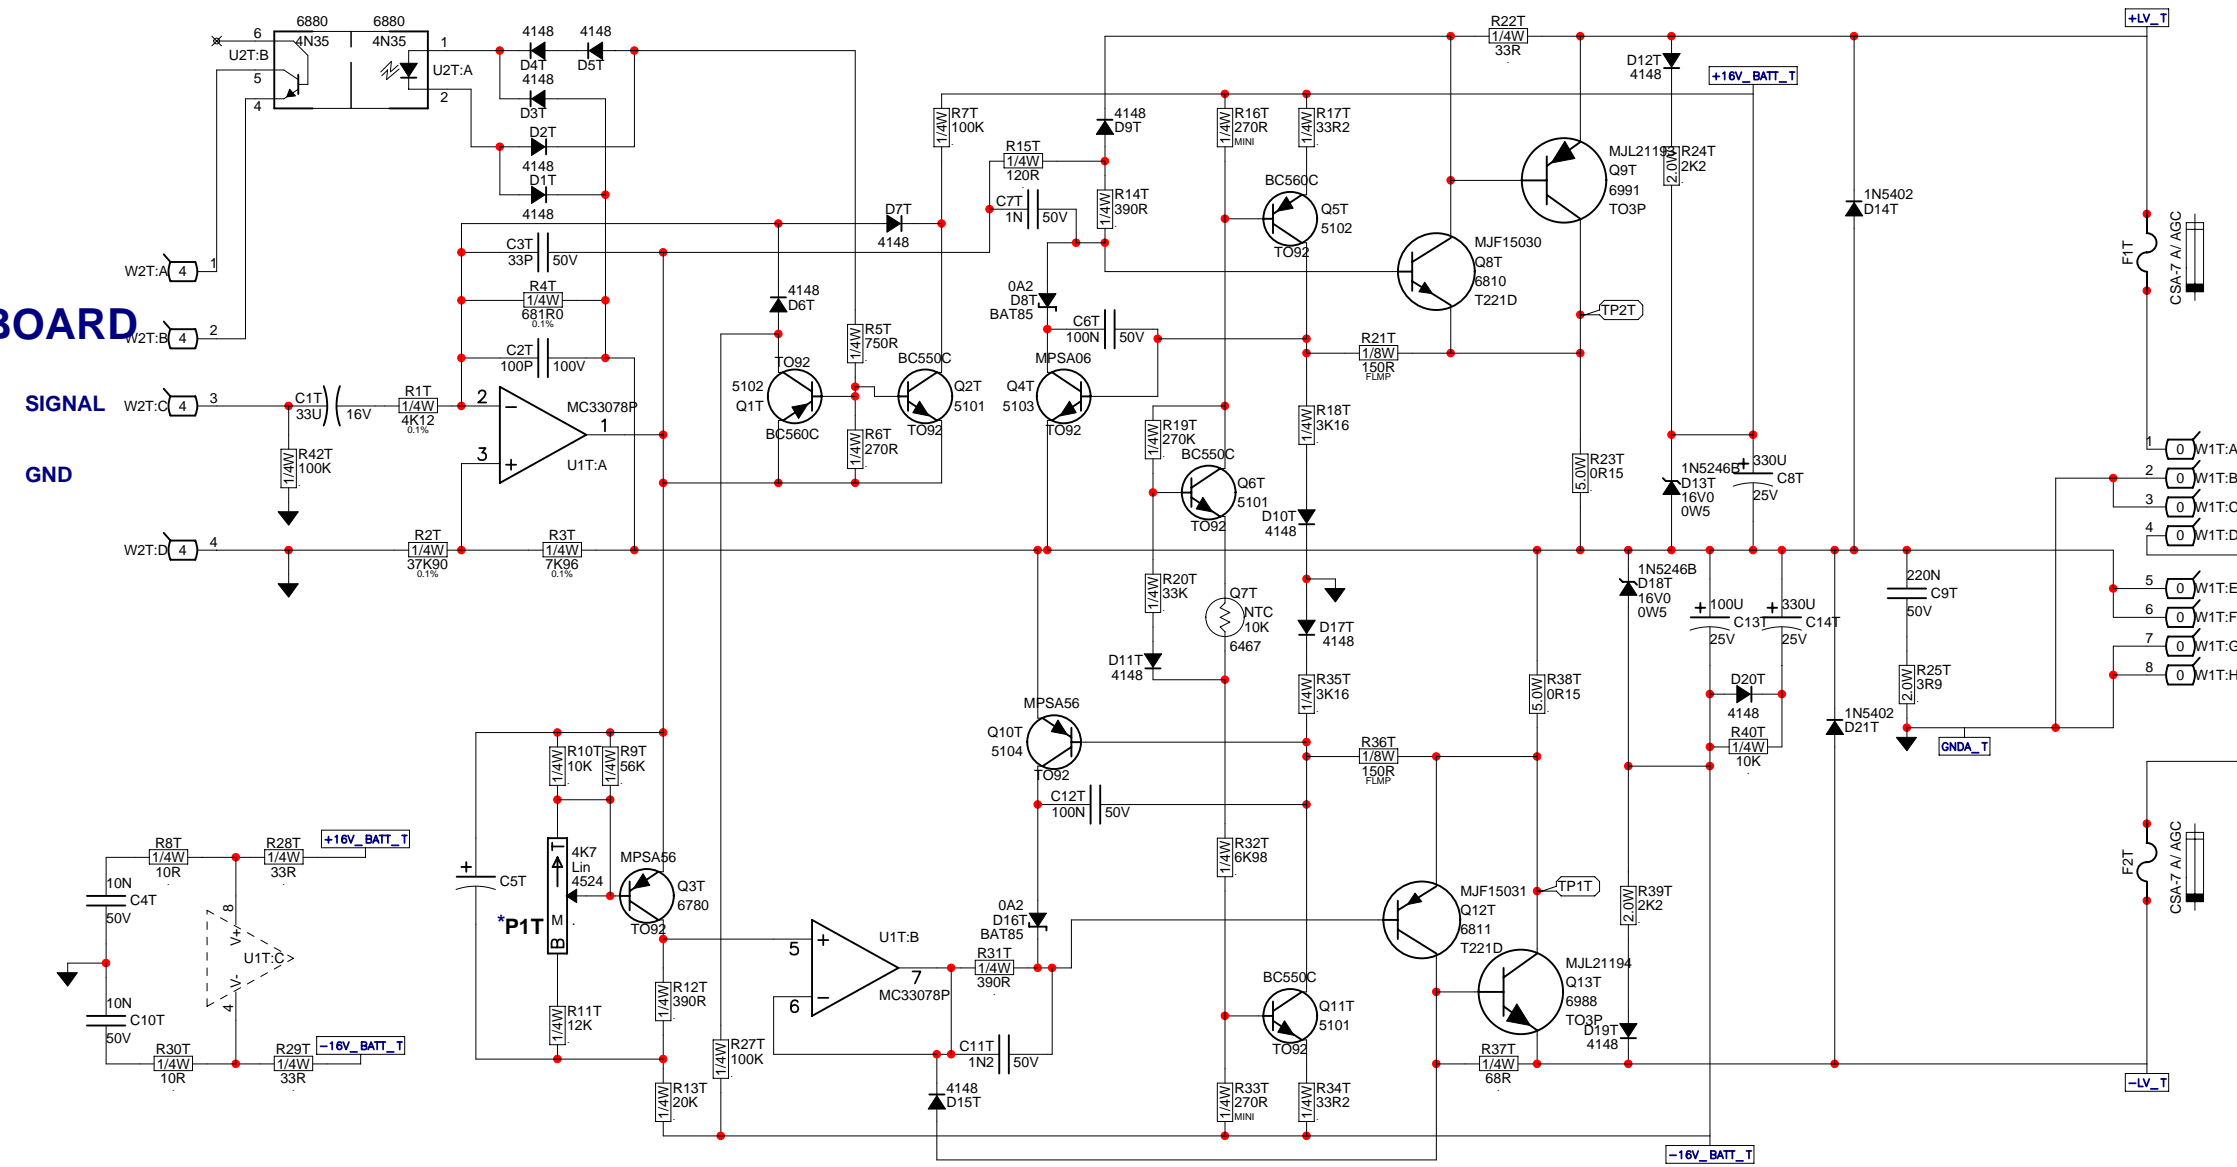 6880
4N35
U2T:B
6
5
4
6880
4N35
U2T:A
1
2
4148
D4T
4148
D5T
4148
D3T
D2T
4148
D1T
4148
R7T
100K
1/4W
4148
D9T
R15T
1/4W
120R
C7T
1N
50V
R14T
390R
1/4W
R16T
270R
MINI
1/4W
R17T
33R2
1/4W
BC560C
Q5T
5102
TO92
R22T
1/4W
33R
MJF15030
Q8T
6810
T221D
Q9T
6991
TO3P
D12T
4148
R24T
2K2
2.0W
+16V_BATT_T
+LV_T
1N5402
D14T
F1T
CSA-7 A/ AGC
BOARD
SIGNAL
GND
W2T:A
4
1
W2T:B
4
2
W2T:C
4
3
W2T:D
4
4
C1T
33U
16V
R42T
100K
1/4W
R1T
1/4W
4K12
0.1%
C3T
33P
50V
R4T
1/4W
681R0
0.1%
C2T
100P
100V
2
3
1
MC33078P
U1T:A
R2T
1/4W
37K90
0.1%
R3T
1/4W
7K96
0.1%
D7T
4148
4148
D6T
TO92
5102
Q1T
BC560C
R5T
750R
1/4W
R6T
270R
1/4W
BC550C
Q2T
5101
TO92
0A2
D8T
BAT85
C6T
100N
50V
MPSA06
Q4T
5103
TO92
R21T
1/8W
150R
FLMP
TP2T
R18T
3K16
1/4W
R19T
270K
1/4W
BC550C
Q6T
5101
TO92
D10T
4148
R23T
0R15
5.0W
1N5246B
D13T
16V0
0W5
330U
C8T
25V
1
0
W1T:A
2
0
W1T:B
3
0
4
0
W1T:D
5
0
W1T:E
6
0
W1T:F
7
0
8
0
W1T:H
R20T
33K
1/4W
Q7T
NTC
10K
6467
D11T
4148
D17T
4148
R35T
3K16
1/4W
R38T
0R15
5.0W
1N5246B
D18T
16V0
0W5
100U
C13T
25V
330U
C14T
25V
D20T
4148
R40T
1/4W
10K
220N
C9T
50V
R25T
3R9
2.0W
1N5402
D21T
GNDA_T
MPSA56
Q10T
5104
TO92
R36T
1/8W
150R
FLMP
C12T
100N
50V
R10T
10K
1/4W
R9T
56K
1/4W
C5T
T
M
B
4K7
Lin
4524
*P1T
MPSA56
Q3T
6780
TO92
R11T
12K
1/4W
R12T
390R
1/4W
R13T
20K
1/4W
R27T
100K
1/4W
U1T:B
5
6
7
MC33078P
0A2
D16T
BAT85
R31T
1/4W
390R
C11T
1N2
50V
4148
D15T
R32T
6K98
1/4W
R33T
270R
MINI
1/4W
BC550C
Q11T
5101
TO92
R34T
33R2
1/4W
MJF15031
Q12T
6811
T221D
MJL21194
Q13T
6988
TO3P
TP1T
R37T
1/4W
68R
R39T
2K2
2.0W
D19T
4148
F2T
CSA-7 A/ AGC
-LV_T
-16V_BATT_T
R8T
1/4W
10R
R28T
1/4W
33R
+16V_BATT_T
10N
C4T
50V
10N
C10T
50V
7
8
V+
V-
4
U1T:C
R30T
1/4W
10R
R29T
1/4W
33R
-16V_BATT_T